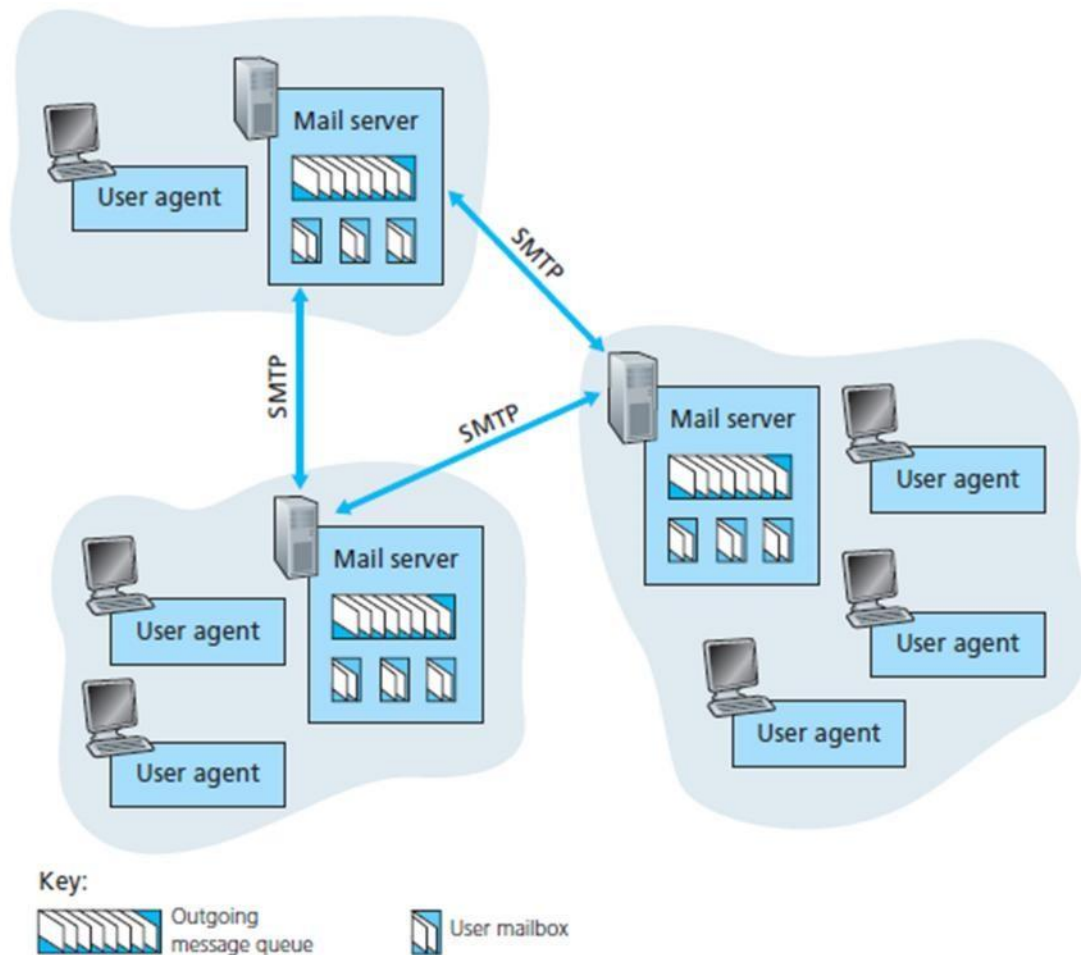 Mail server
User agent
SMTP
SMTP
SMTP
Mail server
User agent
Mail server
User agent
User agent
User agent
User agent
Key:
Outgoing
message queue
User mailbox